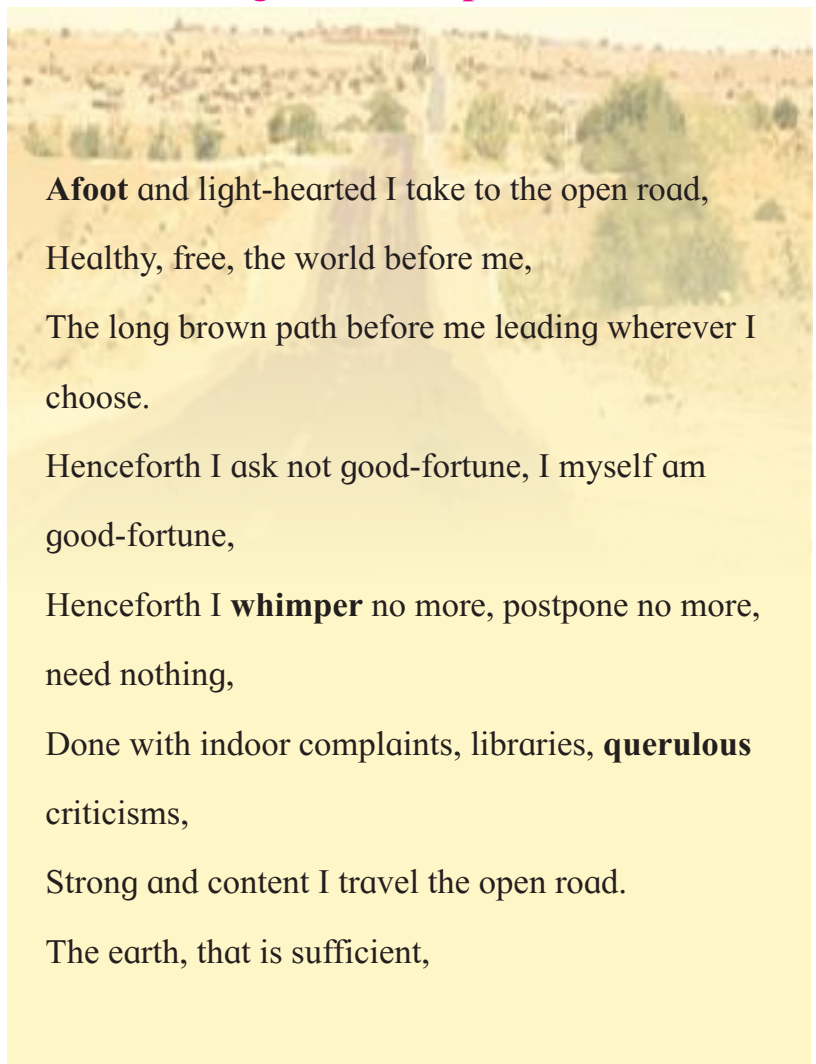 Afoot and light-hearted I take to the open road,
Healthy, free, the world before me,
The long brown path before me leading wherever I
choose.
Henceforth I ask not good-fortune, I myself am
good-fortune,
Henceforth I whimper no more, postpone no more,
need nothing,
Done with indoor complaints, libraries, querulous
criticisms,
Strong and content I travel the open road.
The earth, that is sufficient,